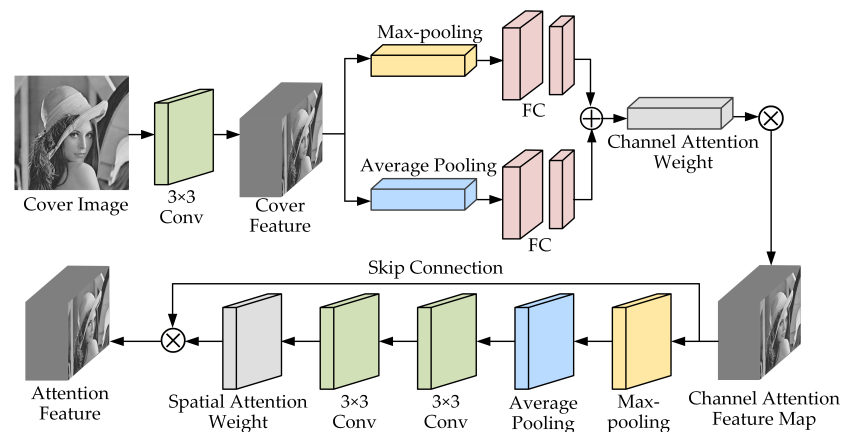 Max-pooling
FC
Cover Image
3×3
Conv
Cover
Feature
Average Pooling
FC
Channel Attention
Weight
Skip Connection
Attention
Feature
Spatial Attention
Weight
3×3
Conv
3×3
Conv
Average
Pooling
Max-
pooling
Channel Attention
Feature Map